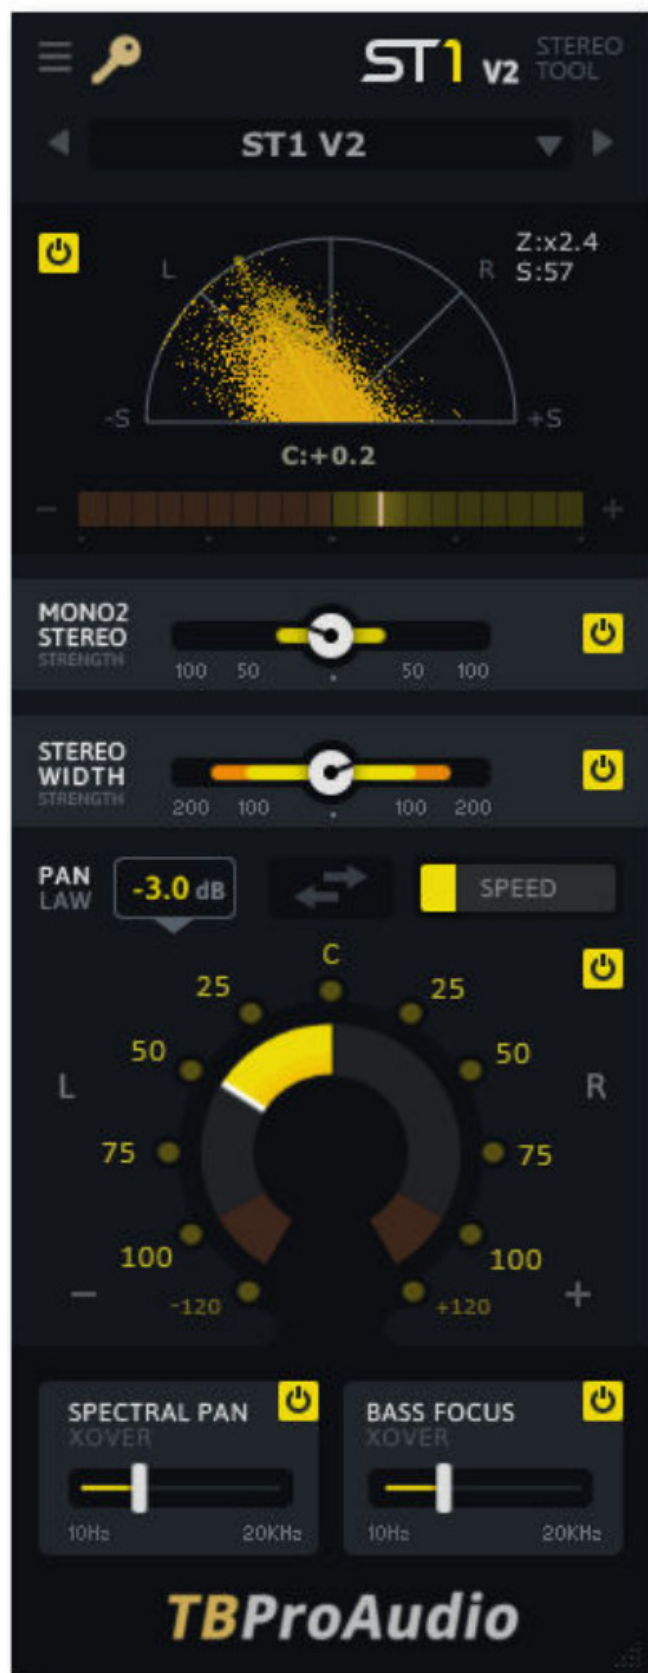 ST1 V2 STEREO
TOOL
ST1 V2
L R Z:x2.4
S:57
-S +S
C:+0.2
- +
MONO2
STEREO
STRENGTH
100 50 50 100
STEREO
WIDTH
STRENGTH
200 100 100 200
PAN
LAW
-3.0 dB
SPEED
C
25 25
50 50
L R
75 75
100 100
- +
-120 +120
SPECTRAL PAN
XOVER
10Hz 20KHz
BASS FOCUS
XOVER
10Hz 20KHz
TBProAudio